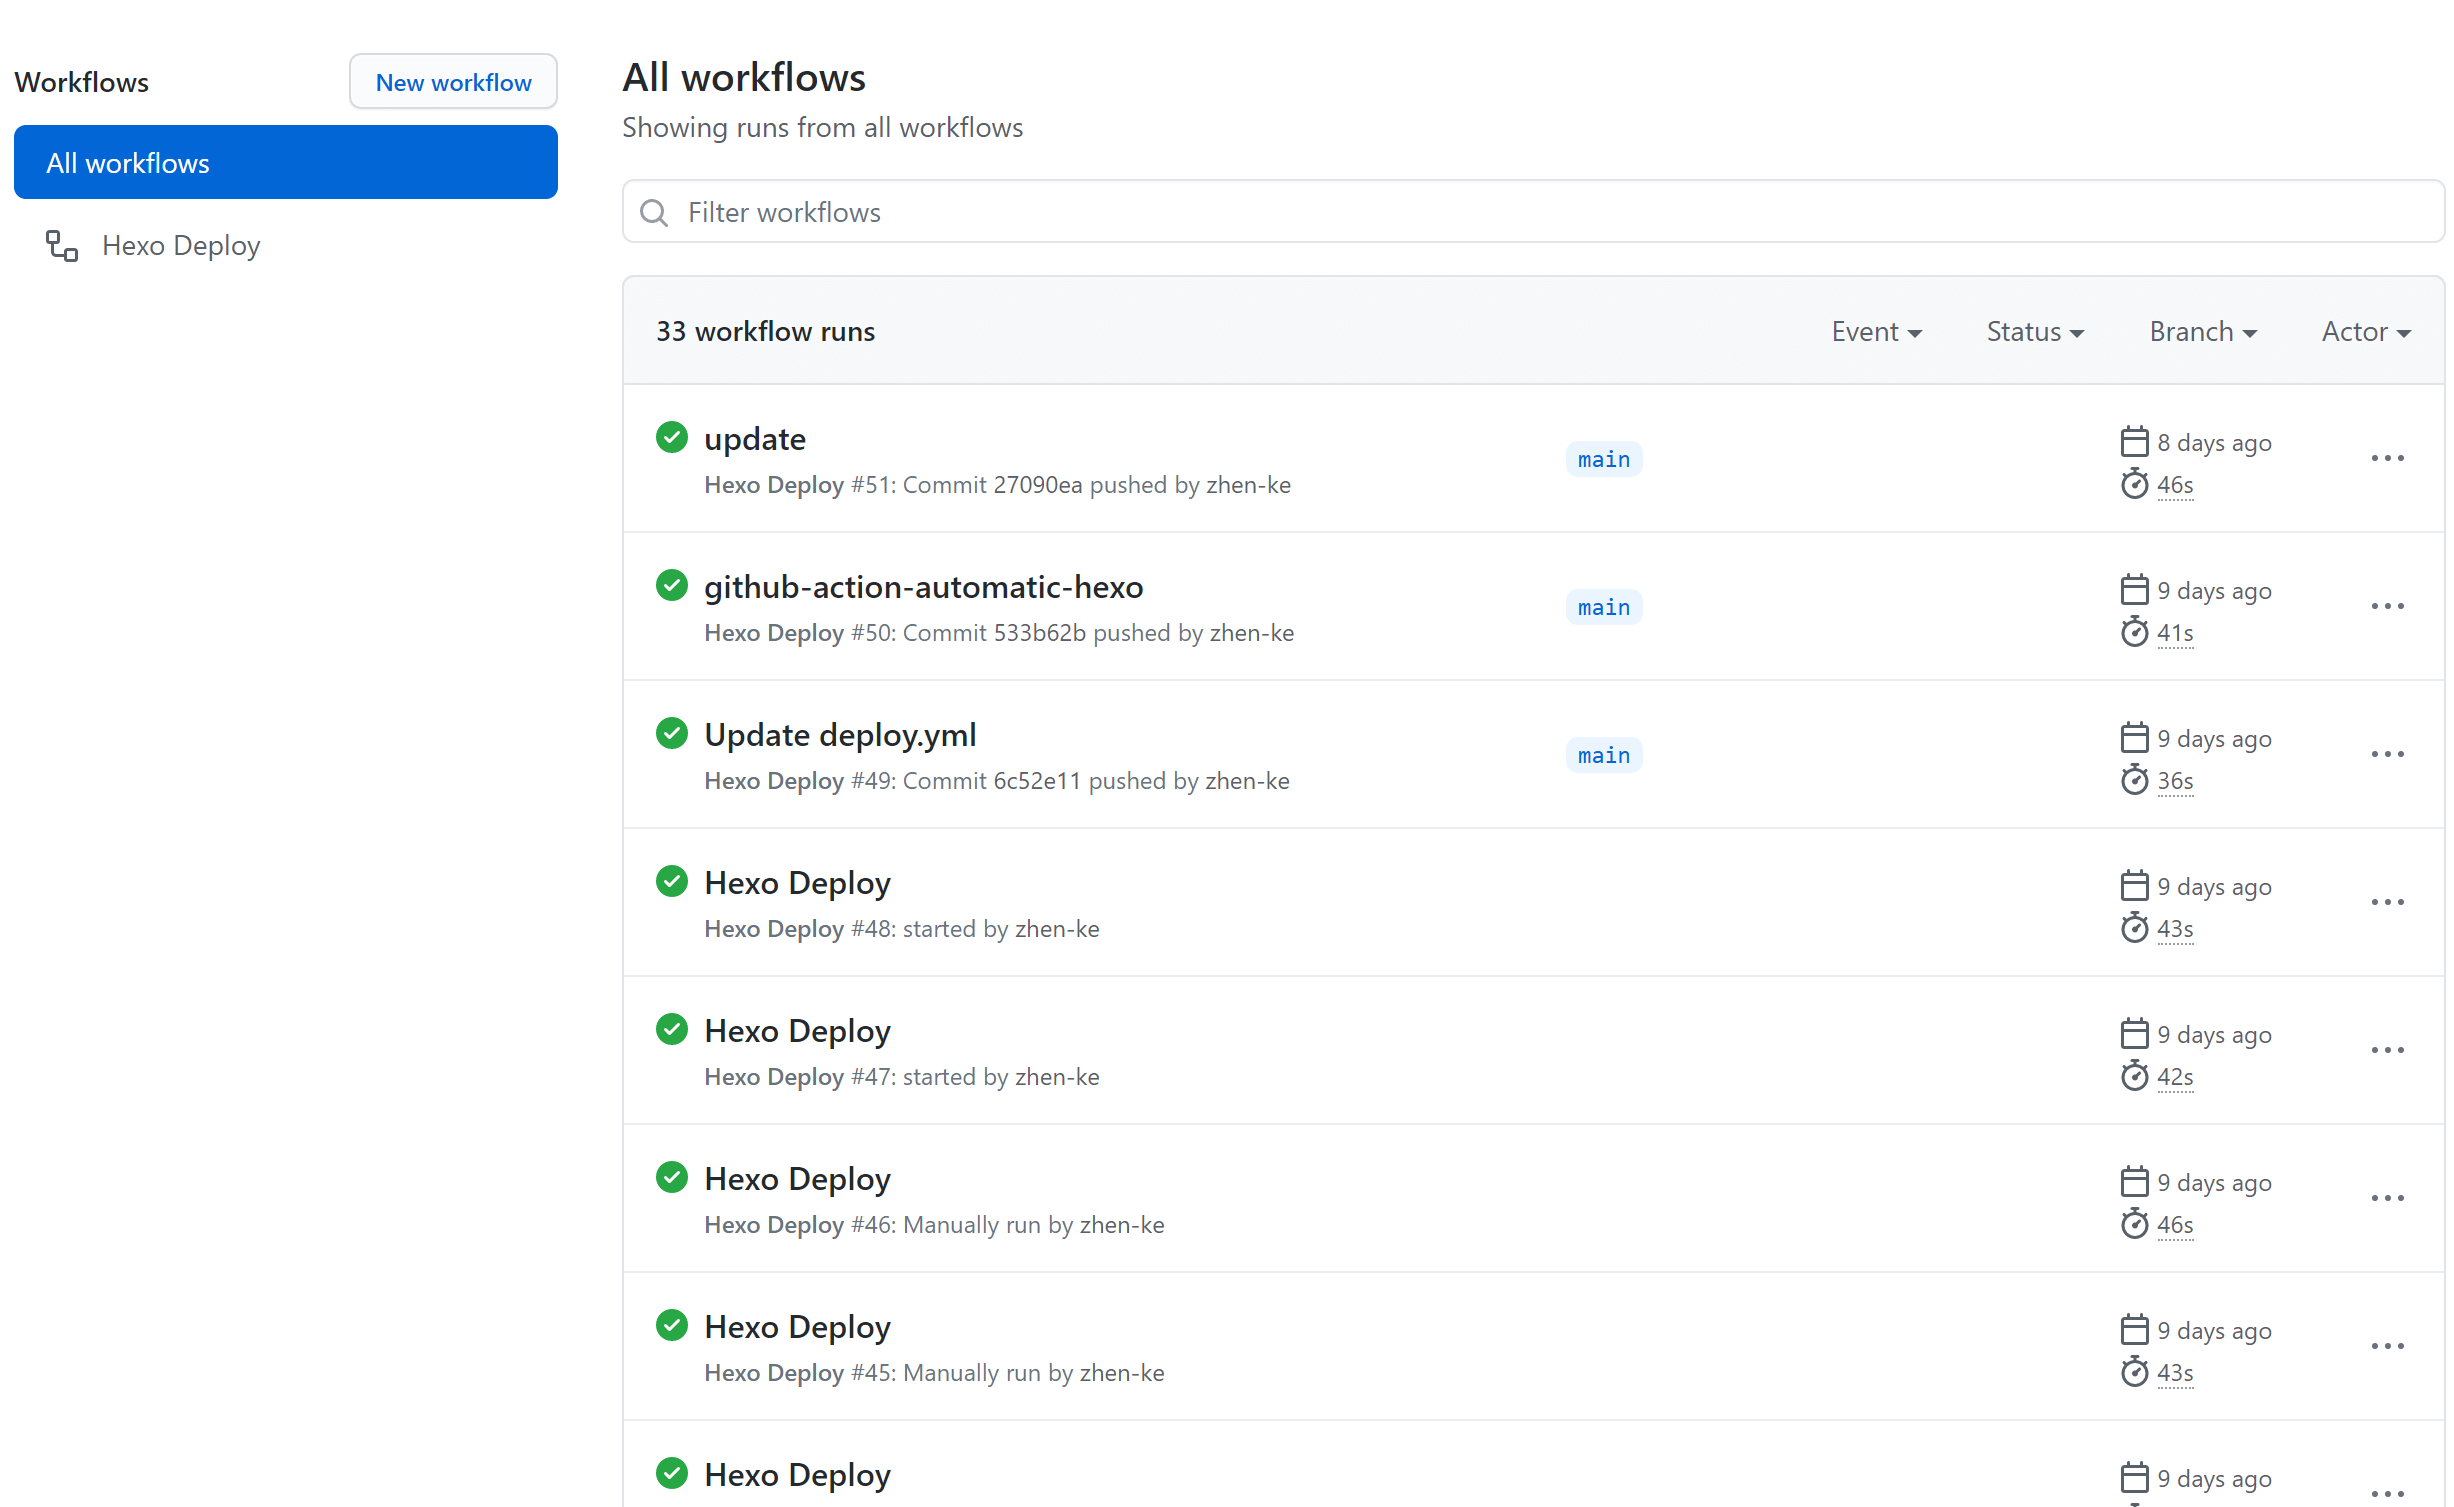 Workflows
New workflow
All workflows
Hexo Deploy
All workflows
Showing runs from all workflows
Filter workflows
33 workflow runs Event Status Branch Actor
update
Hexo Deploy #51: Commit 27090ea pushed by zhen-ke
main
8 days ago
46s
github-action-automatic-hexo
Hexo Deploy #50: Commit 533b62b pushed by zhen-ke
main
9 days ago
41s
Update deploy.yml
Hexo Deploy #49: Commit 6c52e11 pushed by zhen-ke
main
9 days ago
36s
Hexo Deploy
Hexo Deploy #48: started by zhen-ke
9 days ago
43s
Hexo Deploy
Hexo Deploy #47: started by zhen-ke
9 days ago
42s
Hexo Deploy
Hexo Deploy #46: Manually run by zhen-ke
9 days ago
46s
Hexo Deploy
Hexo Deploy #45: Manually run by zhen-ke
9 days ago
43s
Hexo Deploy
9 days ago